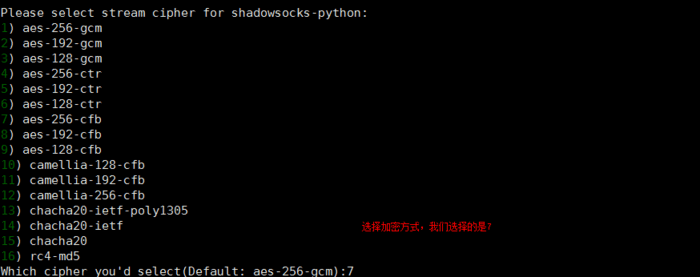 Please select stream cipher for shadowsocks-python:
1) aes-256-gcm
2) aes-192-gcm
3) aes-128-gcm
4) aes-256-ctr
5) aes-192-ctr
6) aes-128-ctr
7) aes-256-cfb
8) aes-192-cfb
9) aes-128-cfb
10) camellia-128-cfb
11) camellia-192-cfb
12) camellia-256-cfb
13) chacha20-ietf-poly1305
14) chacha20-ietf
选择加密方式，我们选择的是7
15) chacha20
16) rc4-md5
Which cipher you'd select(Default: aes-256-gcm):7